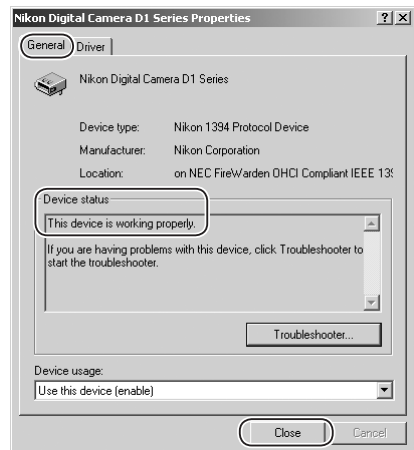 Nikon Digital Camera D1 Series Properties
General Driver
Nikon Digital Camera D1 Series
Device type: Nikon 1394 Protocol Device
Manufacturer: Nikon Corporation
Location: on NEC FireWarden OHCI Compliant IEEE 139
Device status
This device is working properly.
If you are having problems with this device, click Troubleshooter to
start the troubleshooter.
Troubleshooter...
Device usage:
Use this device (enable)
Close Cancel